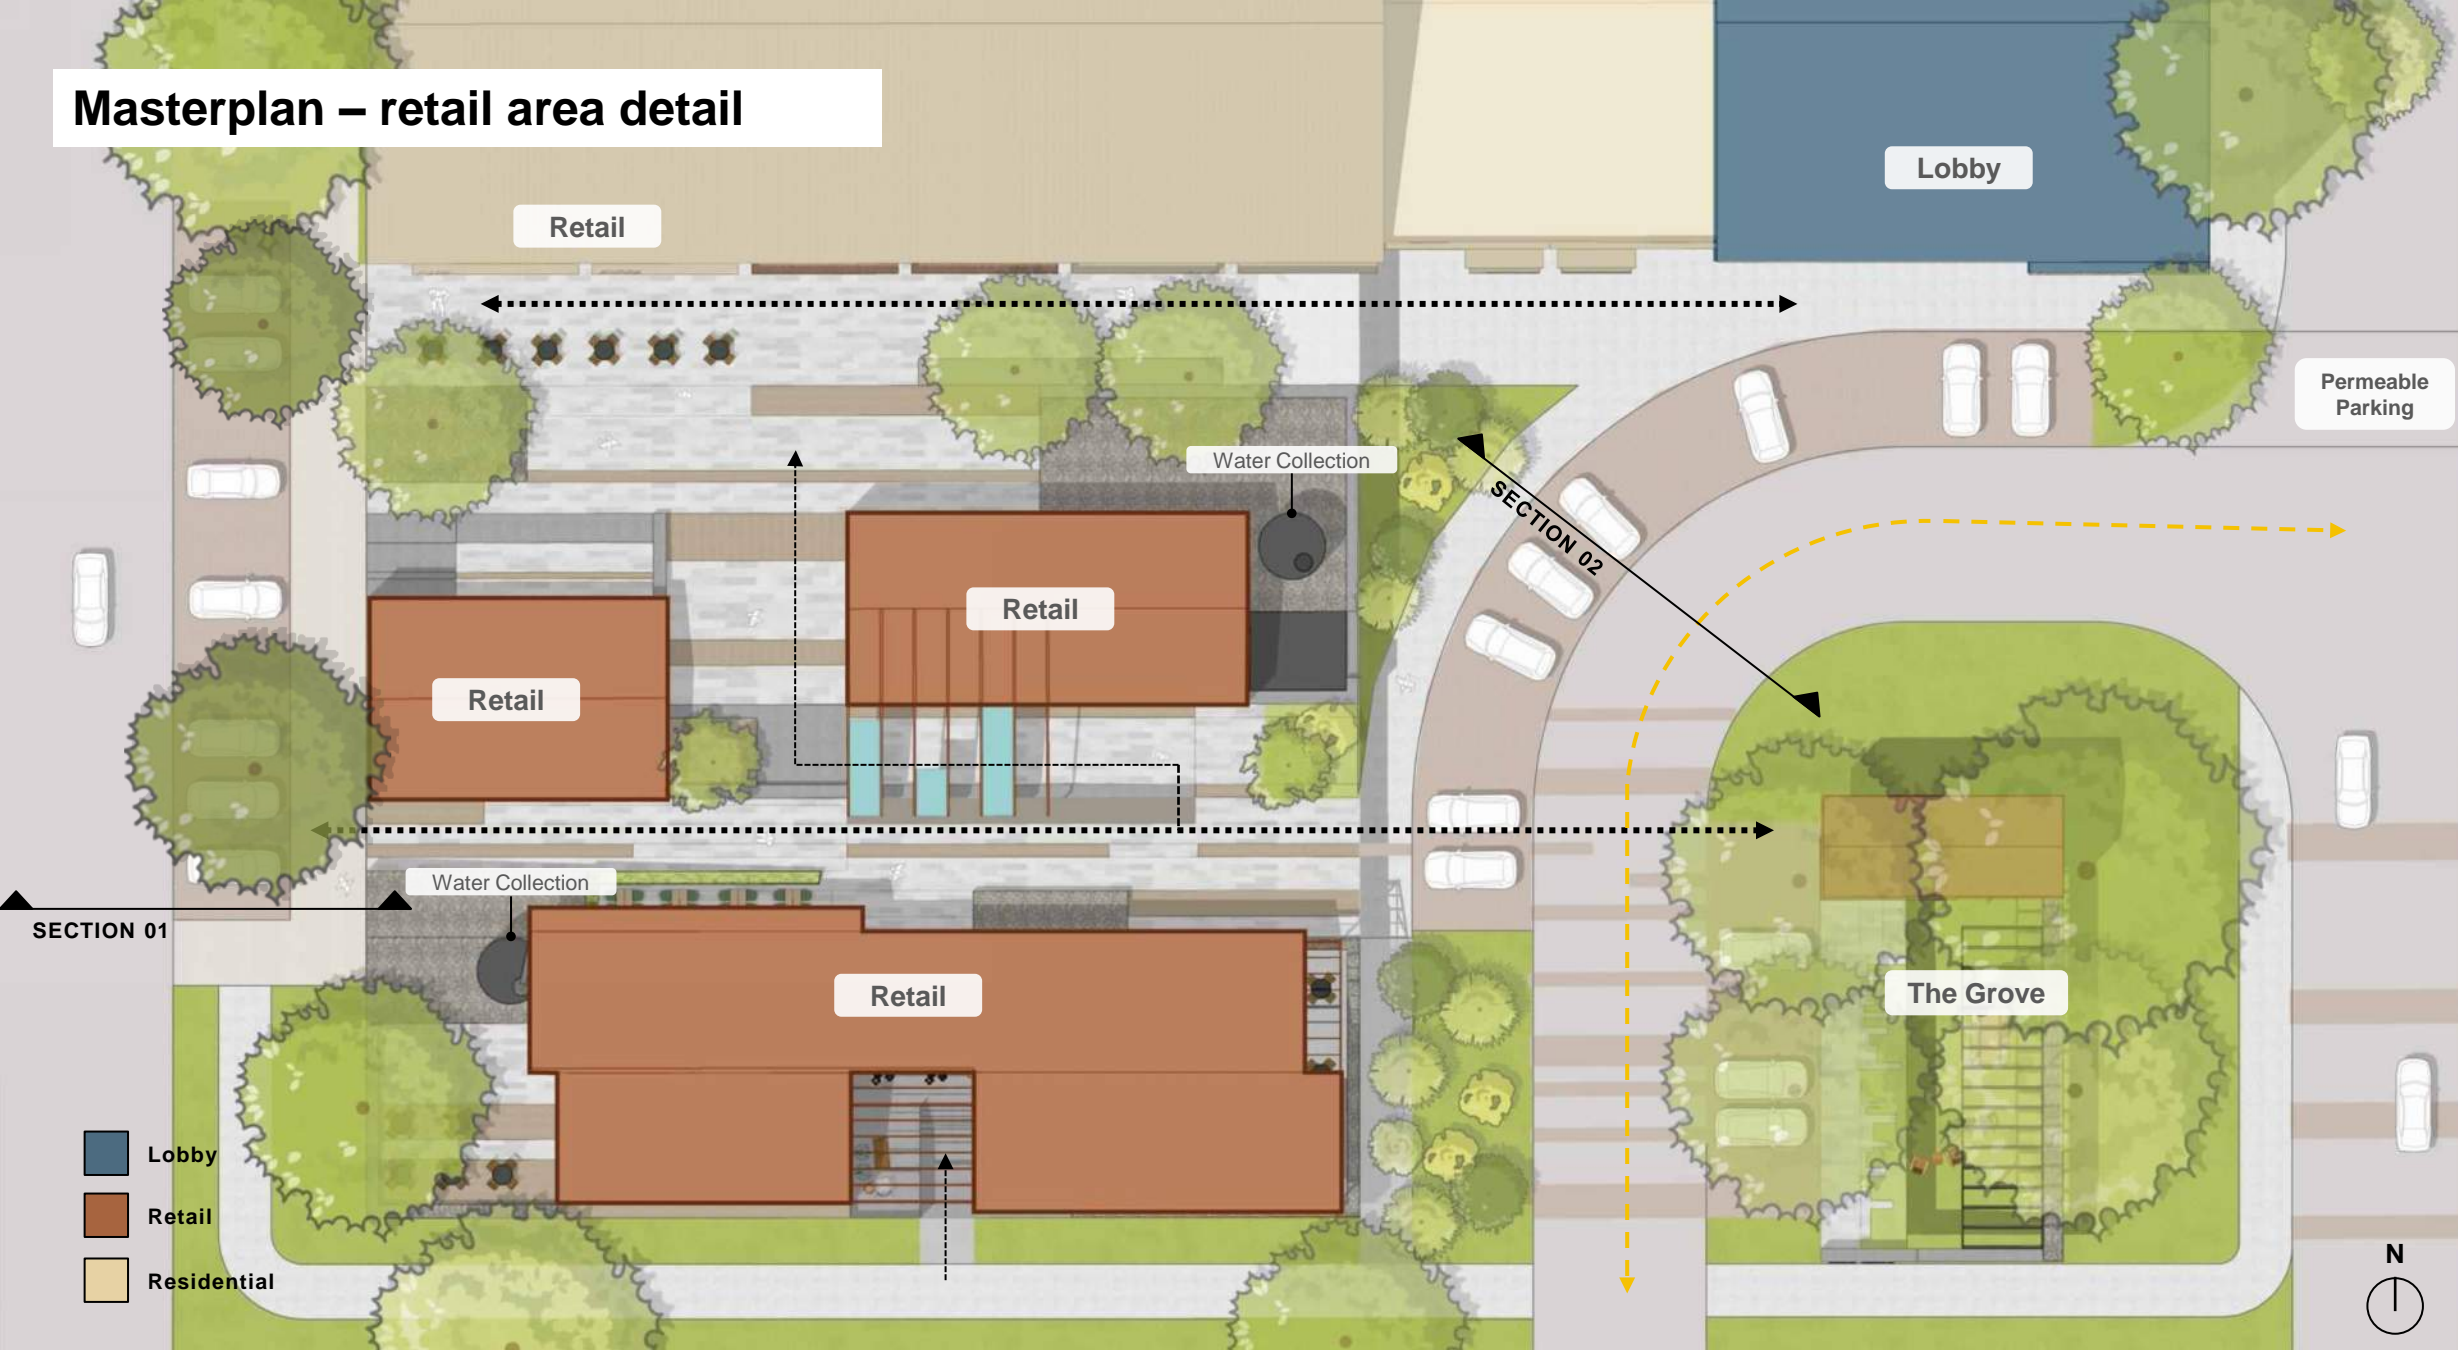 Masterplan – retail area detail
Lobby
Retail
Permeable
Parking
Water Collection
SECTION 02
Retail
Retail
Water Collection
SECTION 01
Retail
The Grove
Lobby
Retail
Residential
N